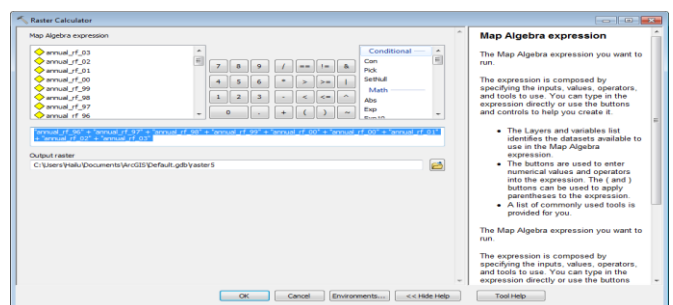 Raster Calculator
Map Algebra expression
annual_rf_03
annual_rf_02
annual_rf_01
annual_rf_00
annual_rf_99
annual_rf_98
annual_rf_97
annual_rf_96
7 8 9 / == != &
4 5 6 * > >= |
1 2 3 - < <= ^
0 . + ( ) ~
Conditional
Con
Pick
SetNull
Math
Abs
Exp
Exp10
"annual_rf_96" + "annual_rf_97" + "annual_rf_98" + "annual_rf_99" + "annual_rf_00" + "annual_rf_00" + "annual_rf_01"
+ "annual_rf_02" + "annual_rf_03"
Output raster
C:\Users\Hailu\Documents\ArcGIS\Default.gdb\raster5
OK
Cancel
Environments...
<< Hide Help
Map Algebra expression
The Map Algebra expression you want to
run.
The expression is composed by
specifying the inputs, values, operators,
and tools to use. You can type in the
expression directly or use the buttons
and controls to help you create it.
• The Layers and variables list
identifies the datasets available to
use in the Map Algebra
expression.
• The buttons are used to enter
numerical values and operators
into the expression. The ( and )
buttons can be used to apply
parentheses to the expression.
• A list of commonly used tools is
provided for you.
The Map Algebra expression you want to
run.
The expression is composed by
specifying the inputs, values, operators,
and tools to use. You can type in the
expression directly or use the buttons
Tool Help